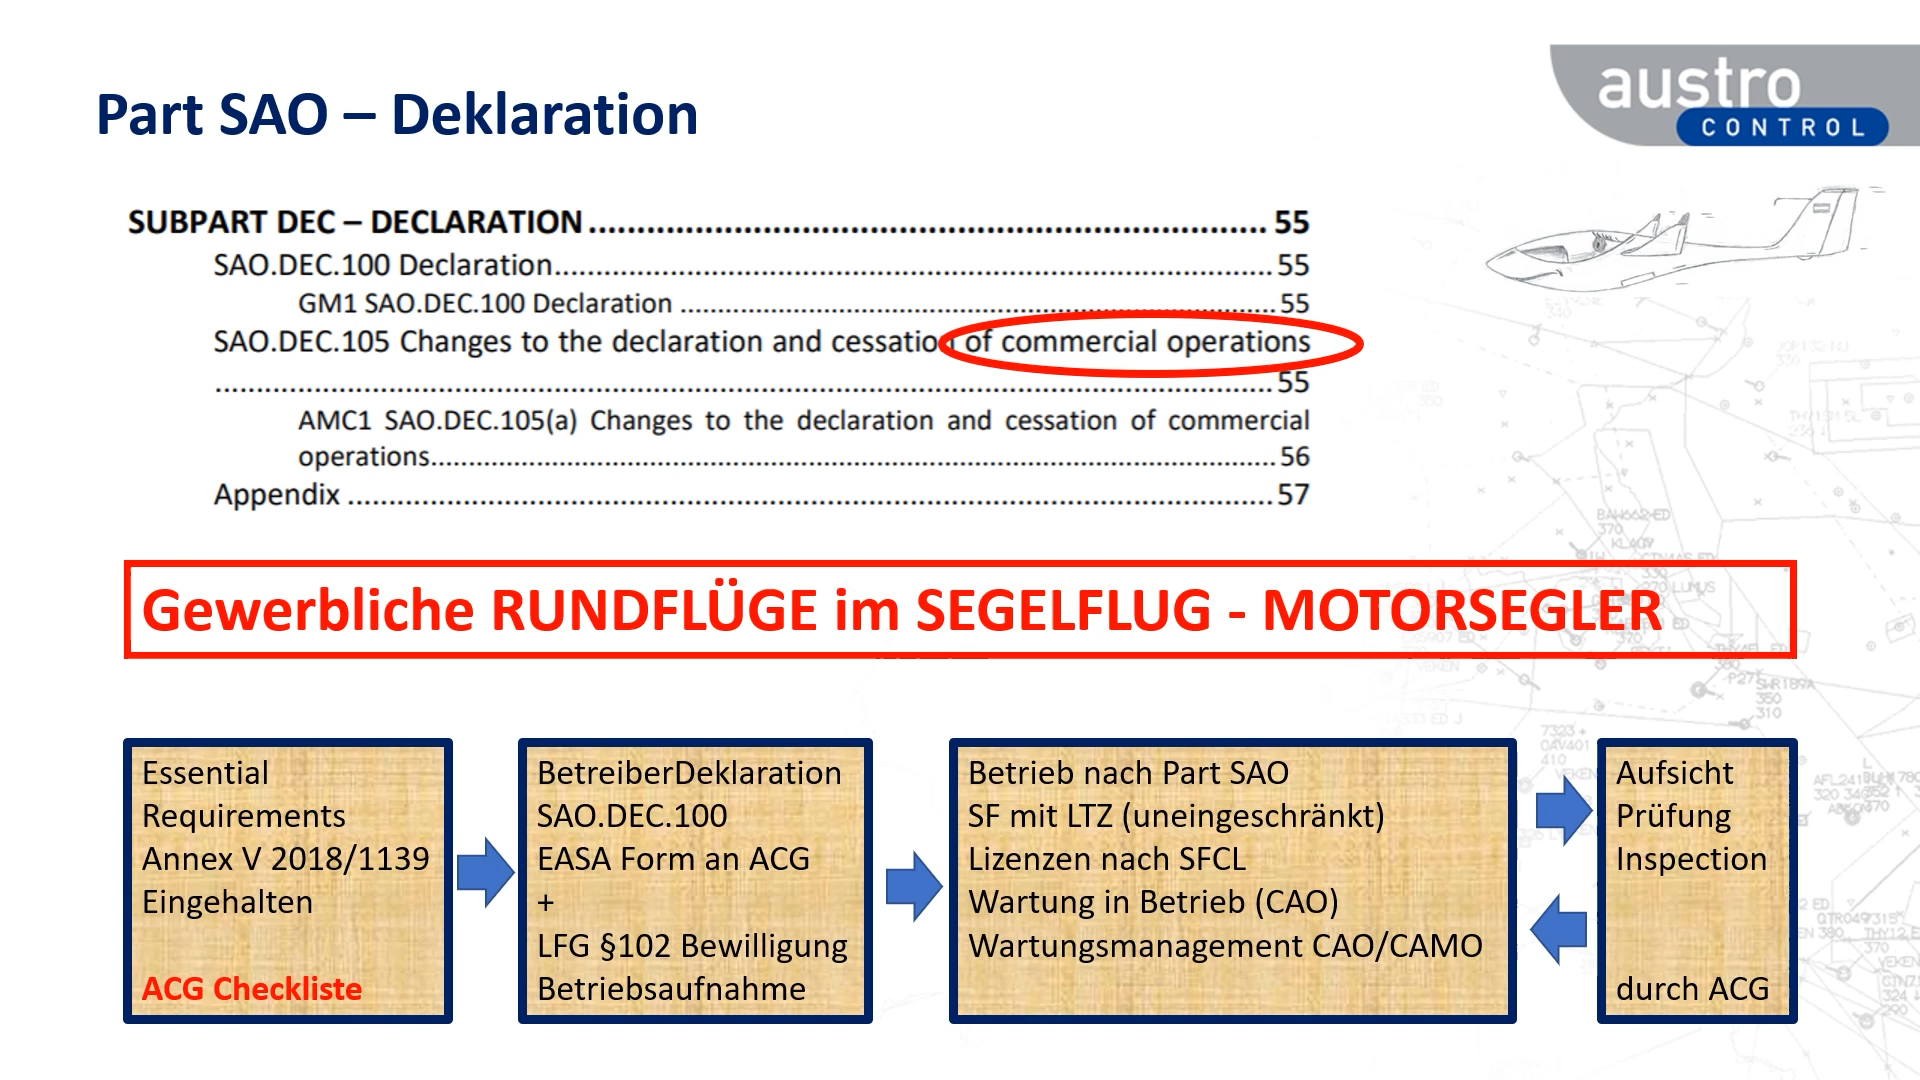 Part SAO – Deklaration
austro
CONTROL
SUBPART DEC – DECLARATION.................................................................. 55
SAO.DEC.100 Declaration.......................................................................................... 55
GM1 SAO.DEC.100 Declaration ........................................................................... 55
SAO.DEC.105 Changes to the declaration and cessation of commercial operations
..................................................................................................................................... 55
AMC1 SAO.DEC.105(a) Changes to the declaration and cessation of commercial
operations........................................................................................................... 56
Appendix .................................................................................................................... 57
Gewerbliche RUNDFLÜGE im SEGELFLUG - MOTORSEGLER
Essential
Requirements
Annex V 2018/1139
Eingehalten
ACG Checkliste
BetreiberDeklaration
SAO.DEC.100
EASA Form an ACG
+
LFG §102 Bewilligung
Betriebsaufnahme
Betrieb nach Part SAO
SF mit LTZ (uneingeschränkt)
Lizenzen nach SFCL
Wartung in Betrieb (CAO)
Wartungsmanagement CAO/CAMO
Aufsicht
Prüfung
Inspection
durch ACG